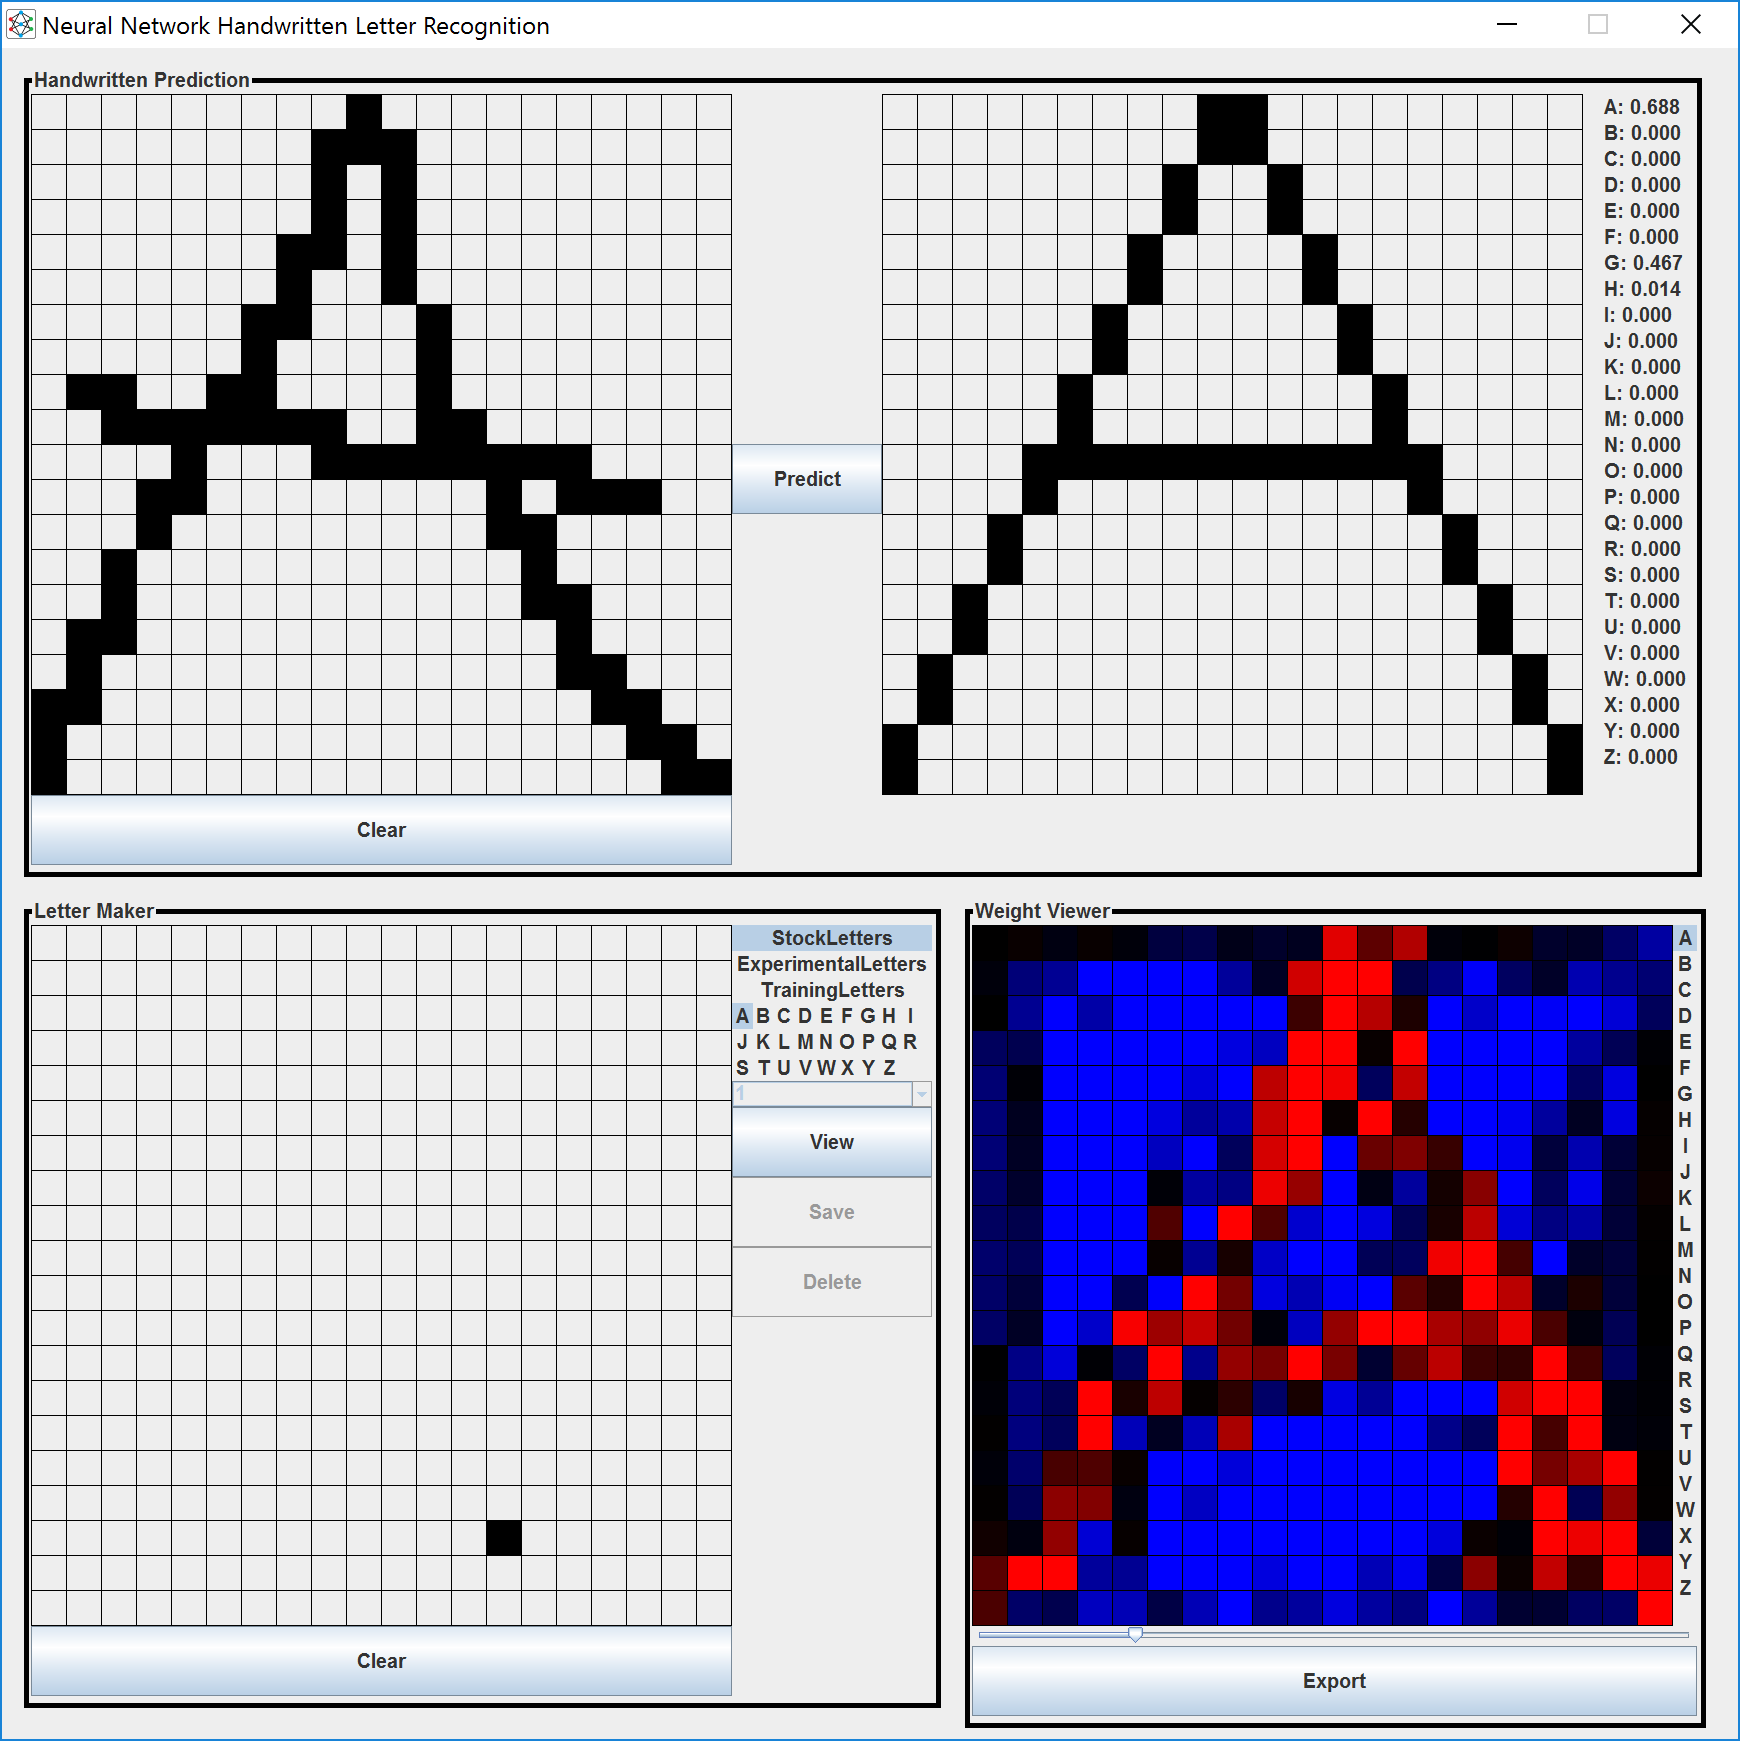 Neural Network Handwritten Letter Recognition
Handwritten Prediction
A: 0.688
B: 0.000
C: 0.000
D: 0.000
E: 0.000
F: 0.000
G: 0.467
H: 0.014
I: 0.000
J: 0.000
K: 0.000
L: 0.000
M: 0.000
N: 0.000
O: 0.000
P: 0.000
Q: 0.000
R: 0.000
S: 0.000
T: 0.000
U: 0.000
V: 0.000
W: 0.000
X: 0.000
Y: 0.000
Z: 0.000
Predict
Clear
Letter Maker
StockLetters
ExperimentalLetters
TrainingLetters
A B C D E F G H I
J K L M N O P Q R
S T U V W X Y Z
1
View
Save
Delete
Clear
Weight Viewer
A
B
C
D
E
F
G
H
I
J
K
L
M
N
O
P
Q
R
S
T
U
V
W
X
Y
Z
Export